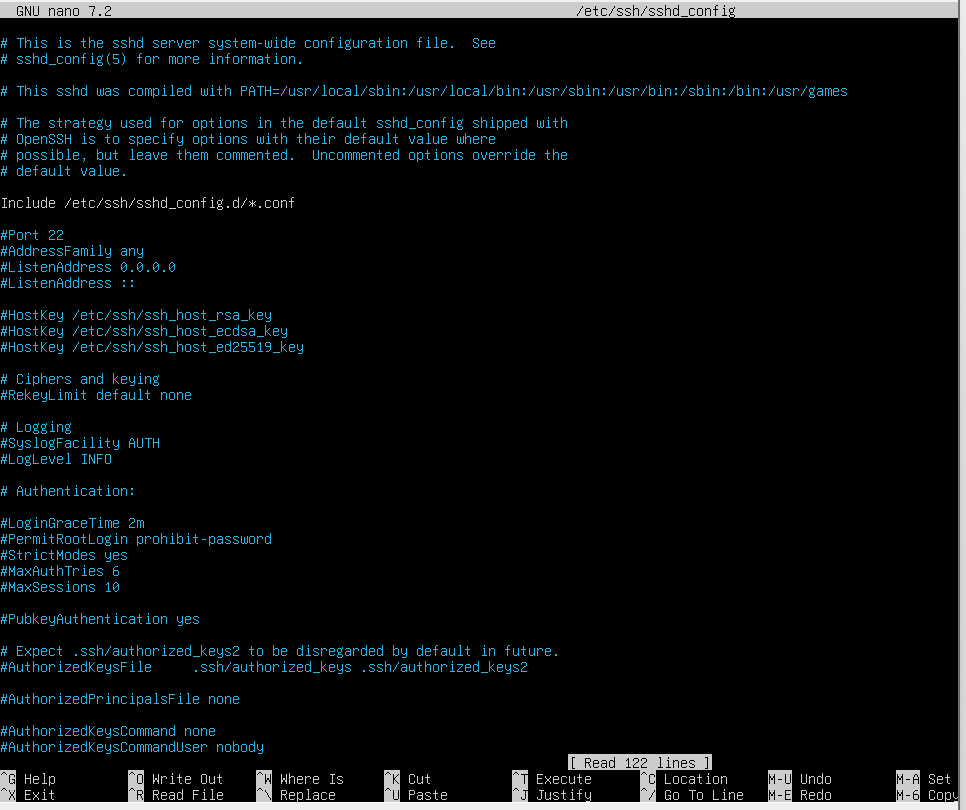 GNU nano 7.2 /etc/ssh/sshd_config
# This is the sshd server system-wide configuration file.  See
# sshd_config(5) for more information.
# This sshd was compiled with PATH=/usr/local/sbin:/usr/local/bin:/usr/sbin:/usr/bin:/sbin:/bin:/usr/games
# The strategy used for options in the default sshd_config shipped with
# OpenSSH is to specify options with their default value where
# possible, but leave them commented.  Uncommented options override the
# default value.
Include /etc/ssh/sshd_config.d/*.conf
#Port 22
#AddressFamily any
#ListenAddress 0.0.0.0
#ListenAddress ::
#HostKey /etc/ssh/ssh_host_rsa_key
#HostKey /etc/ssh/ssh_host_ecdsa_key
#HostKey /etc/ssh/ssh_host_ed25519_key
# Ciphers and keying
#RekeyLimit default none
# Logging
#SyslogFacility AUTH
#LogLevel INFO
# Authentication:
#LoginGraceTime 2m
#PermitRootLogin prohibit-password
#StrictModes yes
#MaxAuthTries 6
#MaxSessions 10
#PubkeyAuthentication yes
# Expect .ssh/authorized_keys2 to be disregarded by default in future.
#AuthorizedKeysFile     .ssh/authorized_keys .ssh/authorized_keys2
#AuthorizedPrincipalsFile none
#AuthorizedKeysCommand none
#AuthorizedKeysCommandUser nobody
[ Read 122 lines ]
^G Help ^O Write Out ^W Where Is ^K Cut ^T Execute ^C Location M-U Undo M-A Set
^X Exit ^R Read File ^\ Replace ^U Paste ^J Justify ^/ Go To Line M-E Redo M-6 Copy